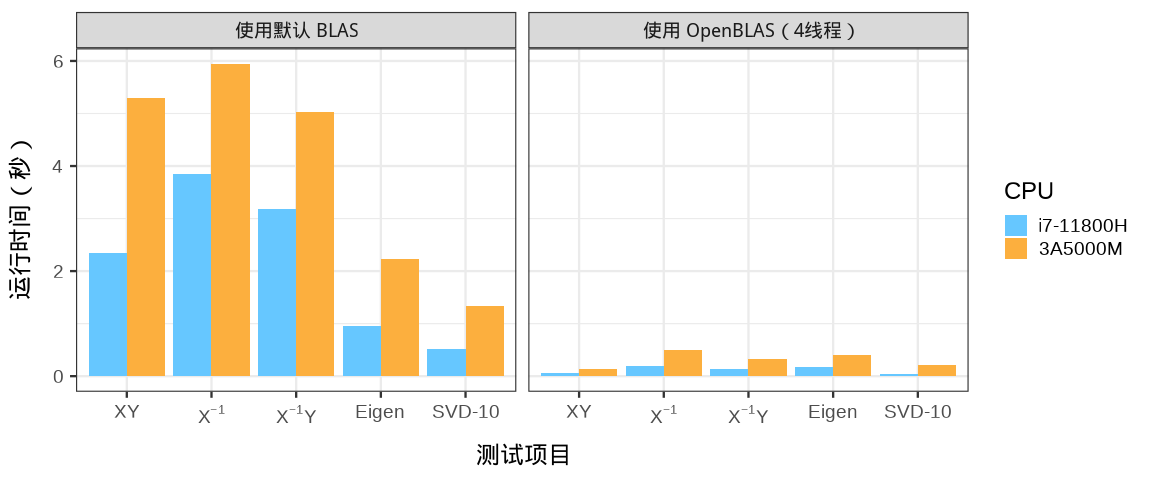 使用默认 BLAS
使用 OpenBLAS（4线程）
运行时间（秒）
6
4
2
0
XY
X⁻¹
X⁻¹Y
Eigen
SVD-10
XY
X⁻¹
X⁻¹Y
Eigen
SVD-10
测试项目
CPU
i7-11800H
3A5000M